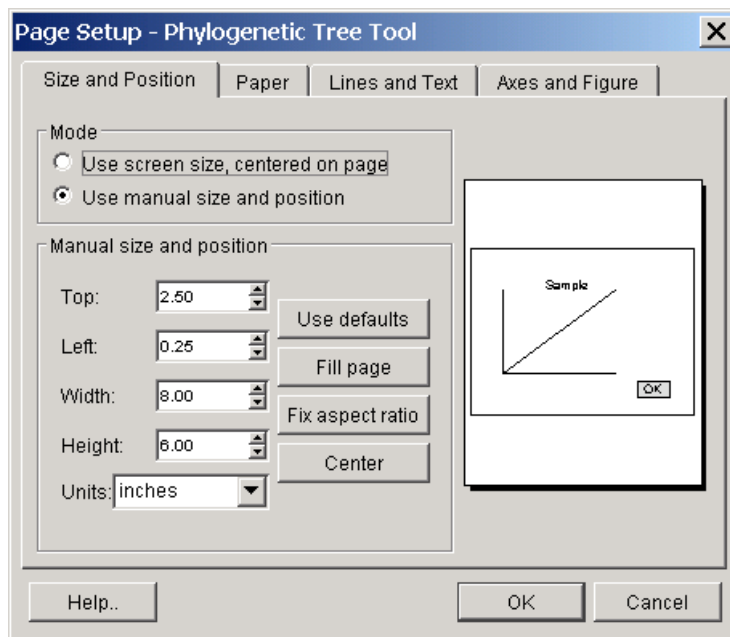 Page Setup - Phylogenetic Tree Tool
Size and Position Paper Lines and Text Axes and Figure
Mode
Use screen size, centered on page
Use manual size and position
Manual size and position
Top: 2.50
Left: 0.25
Width: 8.00
Height: 6.00
Units: inches
Use defaults
Fill page
Fix aspect ratio
Center
Sample
OK
Help..
OK Cancel